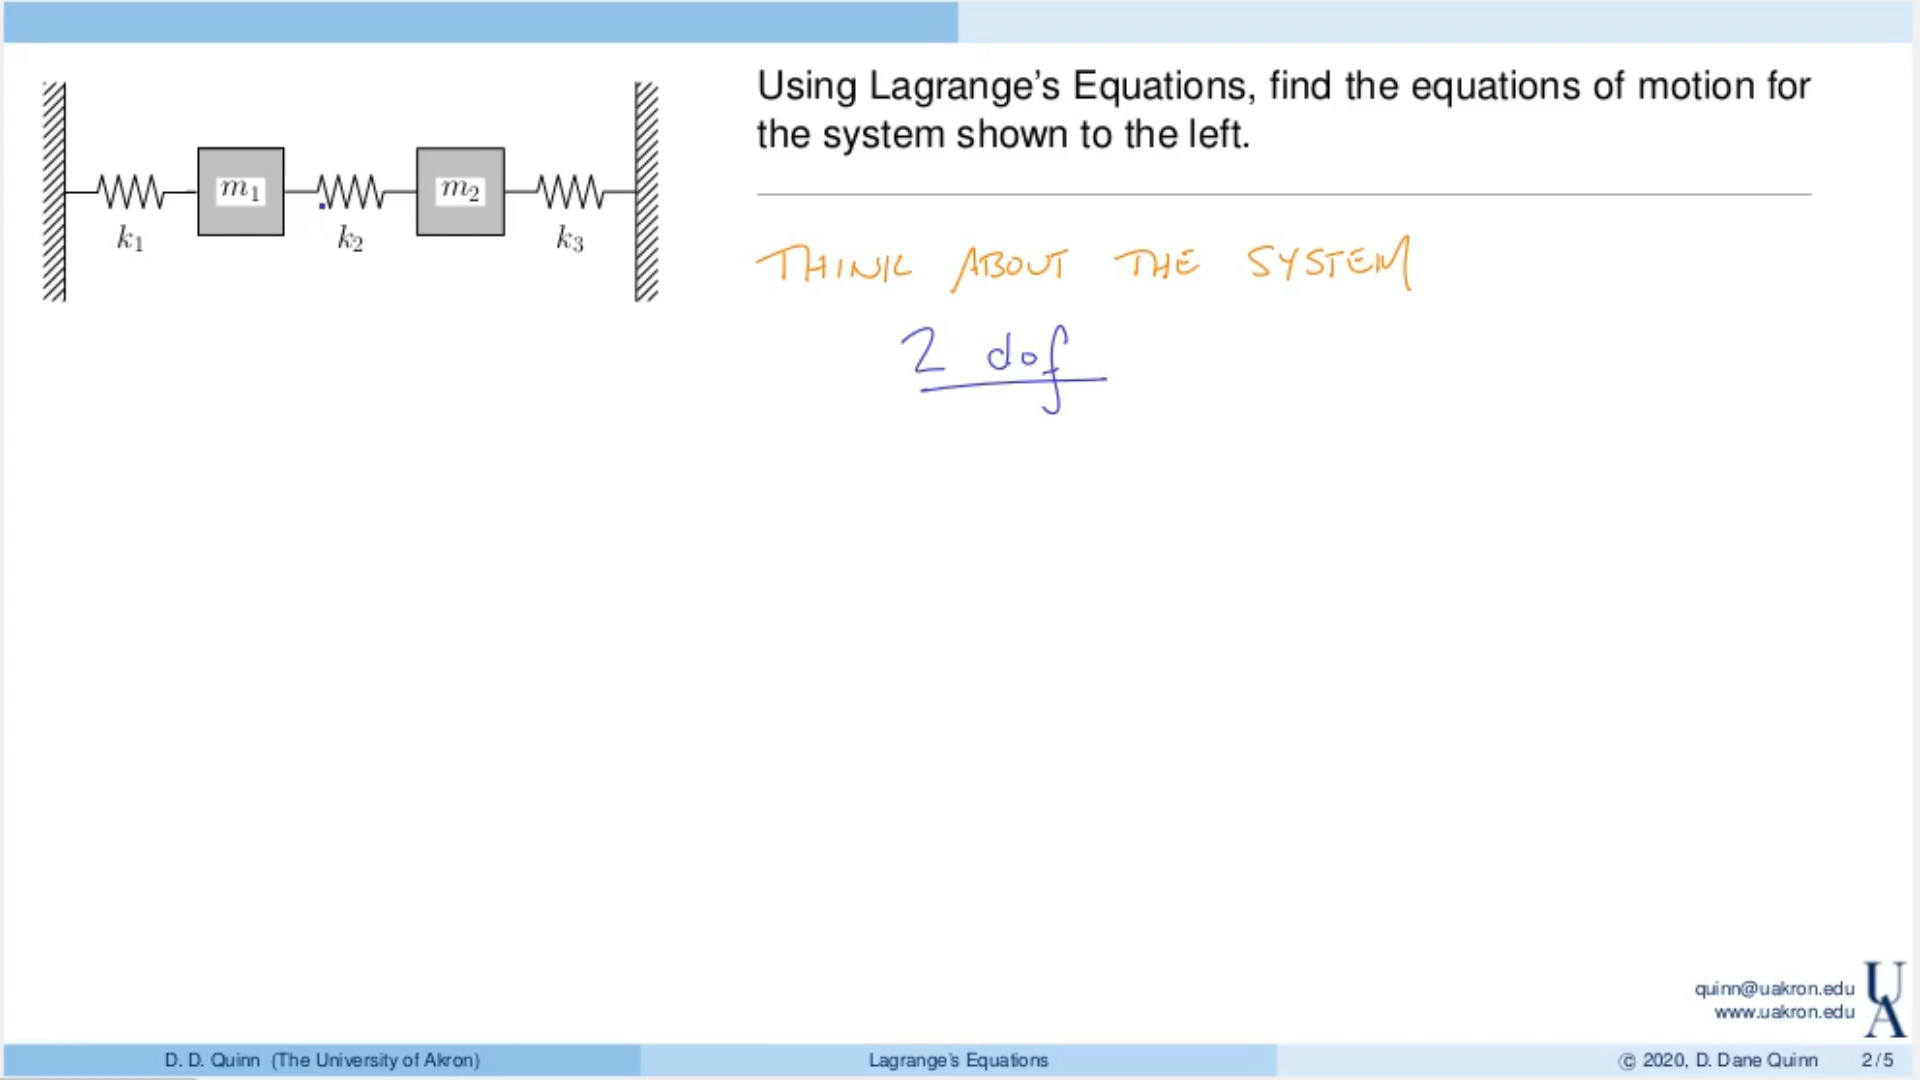 Using Lagrange's Equations, find the equations of motion for
the system shown to the left.
m1
m2
k1
k2
k3
THINK ABOUT THE SYSTEM
2 dof
quinn@uakron.edu
www.uakron.edu
UA
D. D. Quinn (The University of Akron)
Lagrange's Equations
© 2020, D. Dane Quinn
2/5